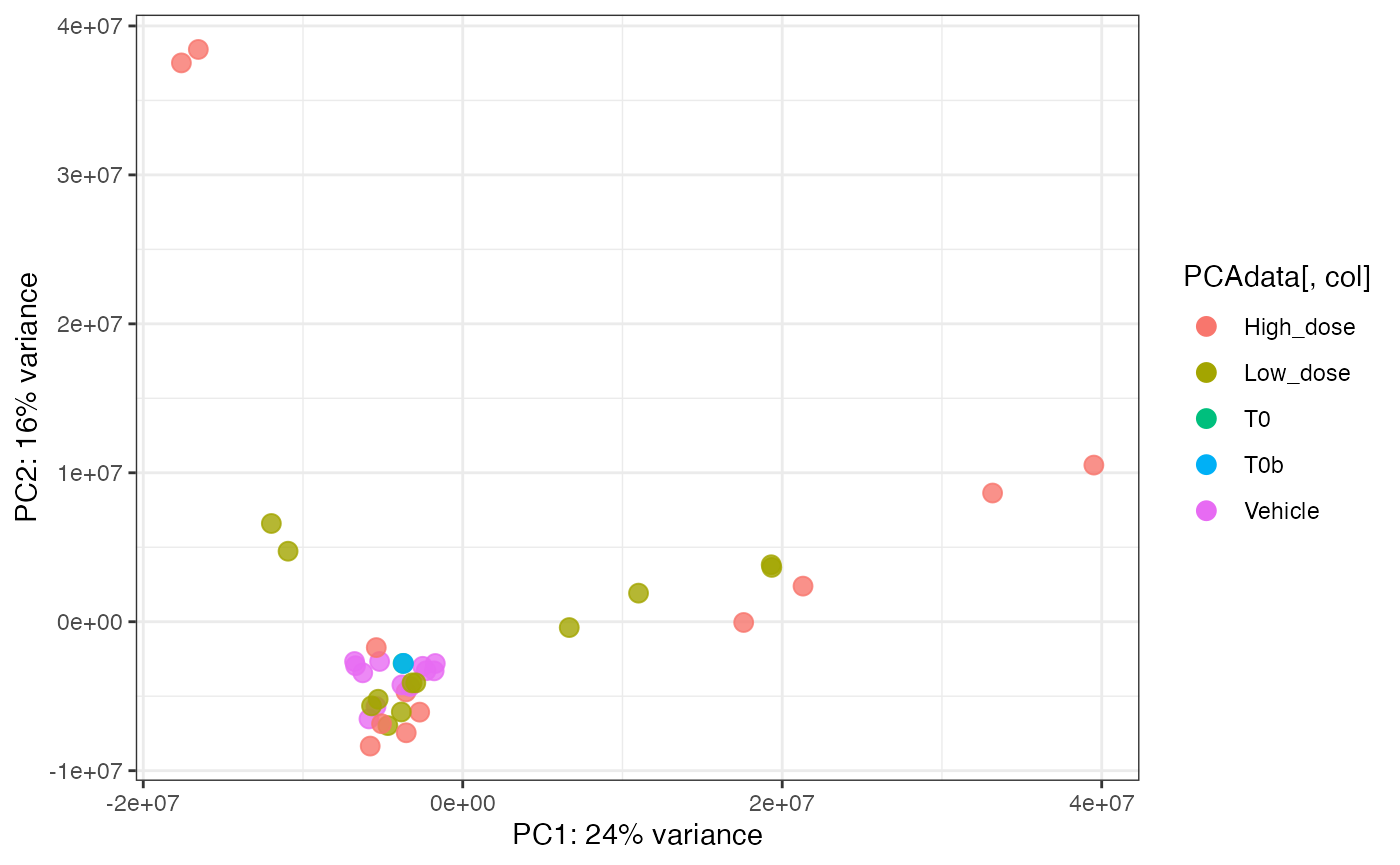 4e+07
3e+07
2e+07
1e+07
0e+00
-1e+07
PC2: 16% variance
-2e+07
0e+00
2e+07
4e+07
PC1: 24% variance
PCAdata[, col]
High_dose
Low_dose
T0
T0b
Vehicle